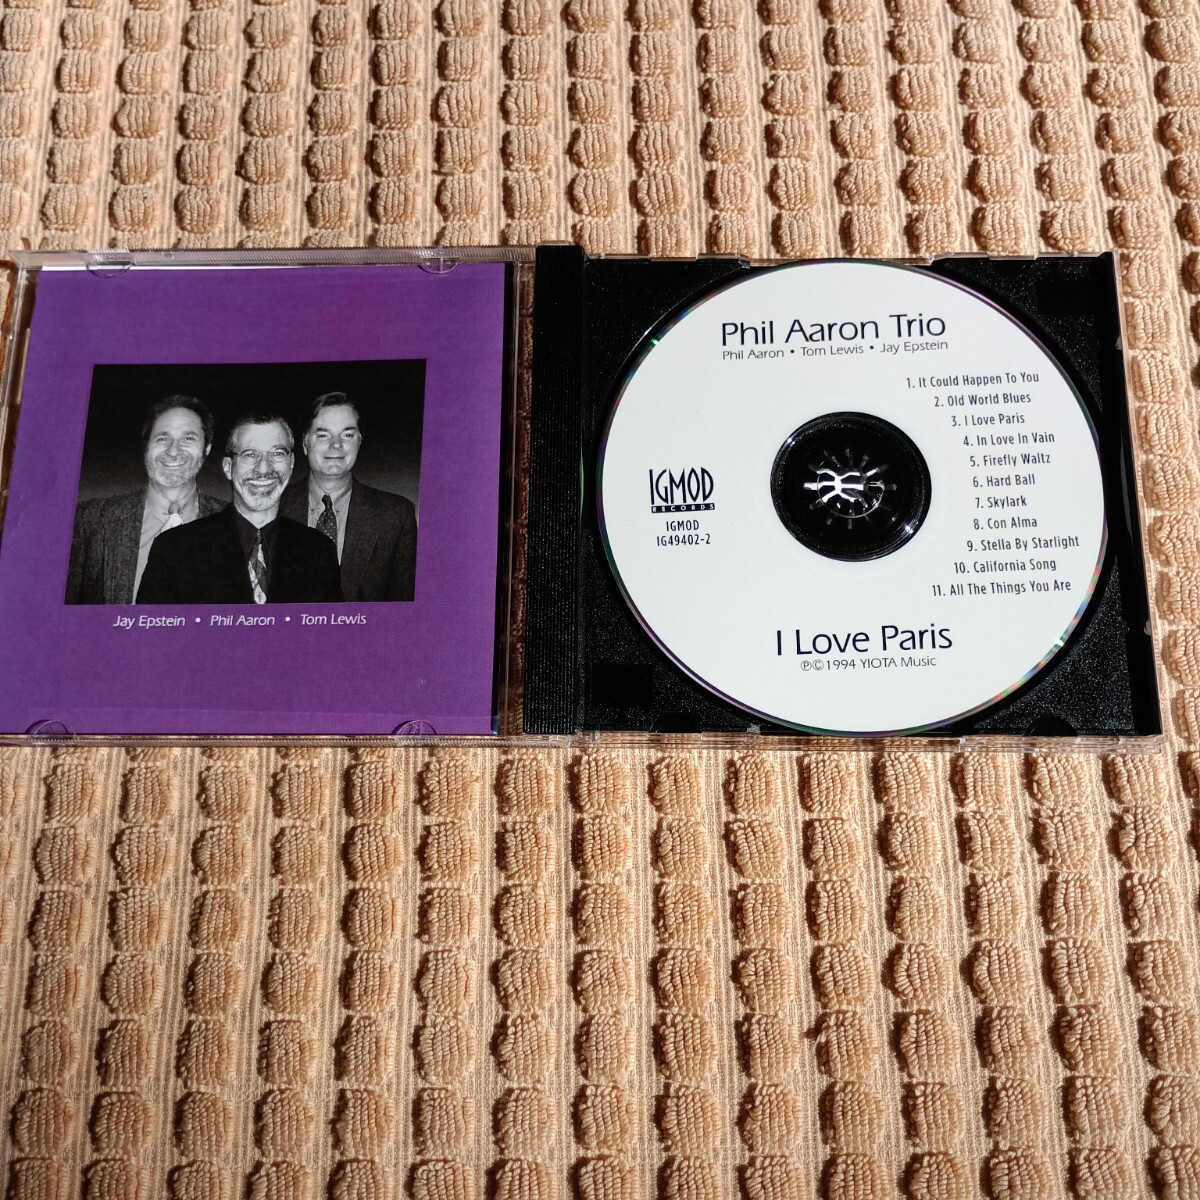 Jay Epstein • Phil Aaron • Tom Lewis
Phil Aaron Trio
Phil Aaron • Tom Lewis • Jay Epstein
1. It Could Happen To You
2. Old World Blues
3. I Love Paris
4. In Love In Vain
5. Firefly Waltz
6. Hard Ball
7. Skylark
8. Con Alma
9. Stella By Starlight
10. California Song
11. All The Things You Are
IGMOD
RECORDS
IGMOD
IG49402-2
I Love Paris
℗©1994 YIOTA Music